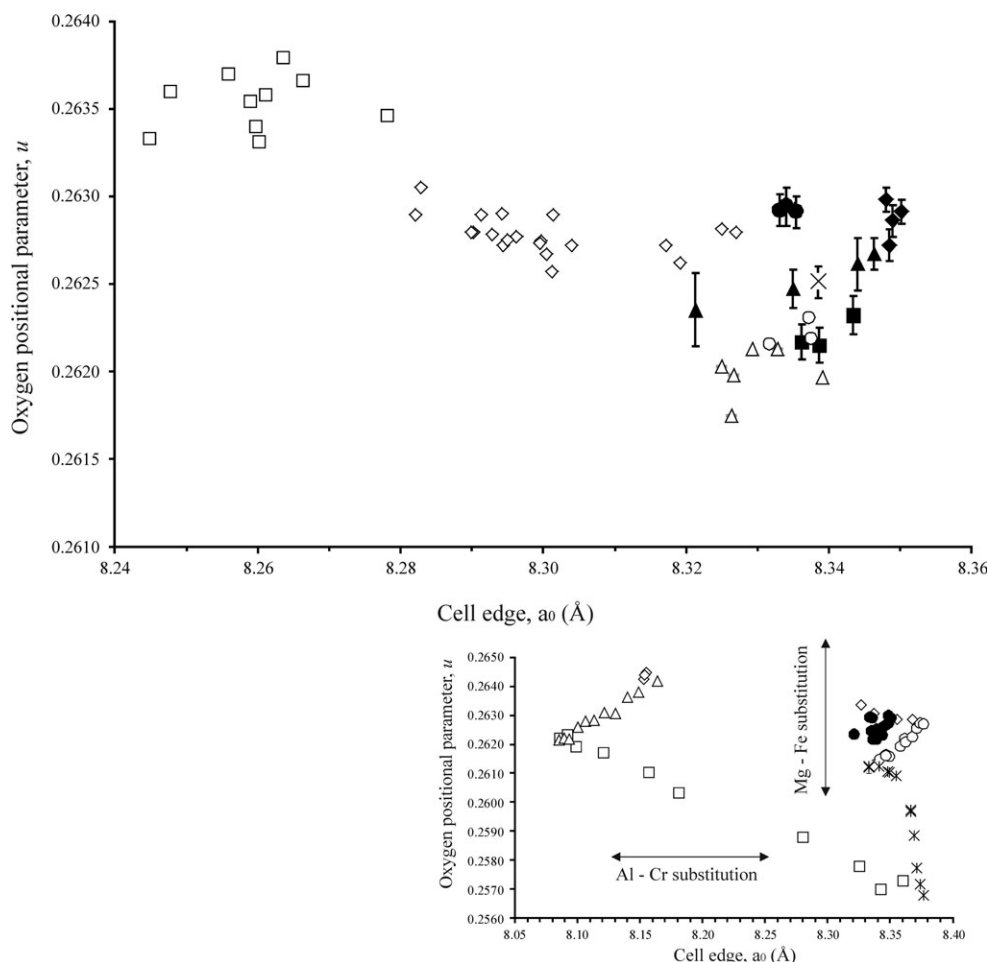 0.2640
0.2635
0.2630
0.2625
0.2620
0.2615
0.2610
Oxygen positional parameter, u
8.24 8.26 8.28 8.30 8.32 8.34 8.36
Cell edge, a₀ (Å)
0.2650
0.2640
0.2630
0.2620
0.2610
0.2600
0.2590
0.2580
0.2570
0.2560
Oxygen positional parameter, u
Mg - Fe substitution
Al - Cr substitution
8.05 8.10 8.15 8.20 8.25 8.30 8.35 8.40
Cell edge, a₀ (Å)